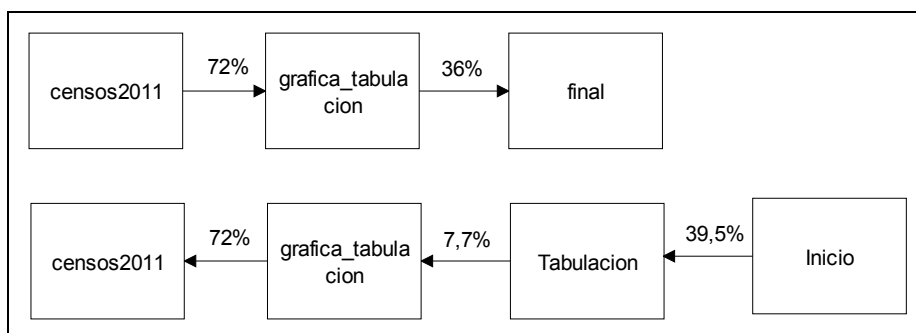 72%
36%
censos2011
grafica_tabula
cion
final
72%
7,7%
39,5%
censos2011
grafica_tabula
cion
Tabulacion
Inicio